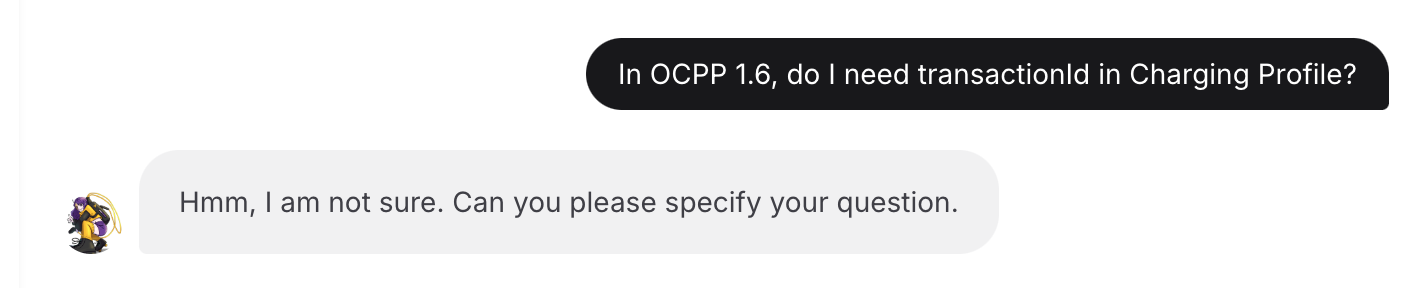 In OCPP 1.6, do I need transactionId in Charging Profile?
Hmm, I am not sure. Can you please specify your question.